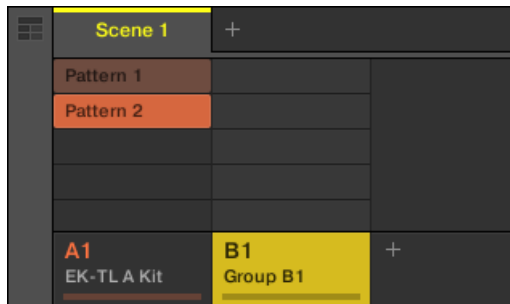 Scene 1 +
Pattern 1
Pattern 2
A1 B1 +
EK-TL A Kit Group B1